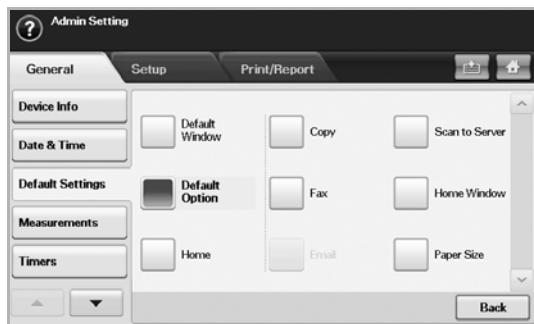 ? Admin Setting
General Setup Print/Report
Device Info
Date & Time
Default Settings
Measurements
Timers
Default
Window
Copy
Scan to Server
Default
Option
Fax
Home Window
Home
Email
Paper Size
Back